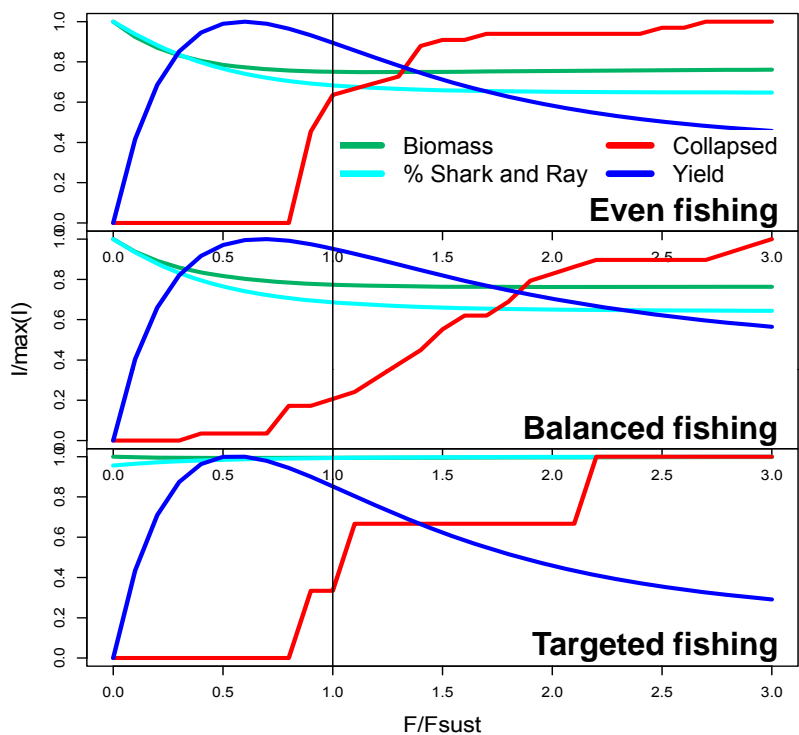 1.0
0.8
0.6
0.4
0.2
0.0
Biomass
% Shark and Ray
Collapsed
Yield
Even fishing
0.0 0.5 1.0 1.5 2.0 2.5 3.0
1.0
0.8
0.6
0.4
0.2
0.0
I/max(I)
Balanced fishing
0.0 0.5 1.0 1.5 2.0 2.5 3.0
1.0
0.8
0.6
0.4
0.2
0.0
Targeted fishing
0.0 0.5 1.0 1.5 2.0 2.5 3.0
F/Fsust